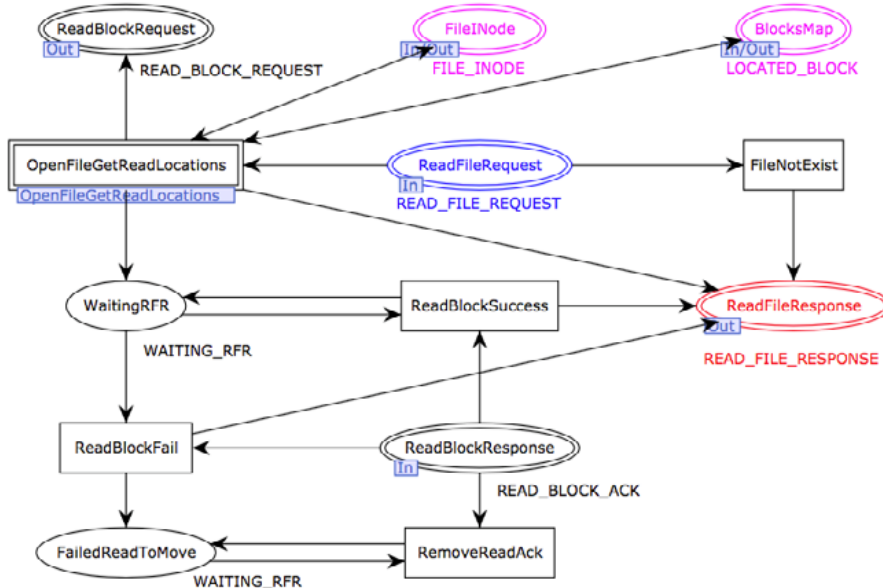 ReadBlockRequest
Out
READ_BLOCK_REQUEST
FileINode
In/Out
FILE_INODE
BlocksMap
In/Out
LOCATED_BLOCK
OpenFileGetReadLocations
OpenFileGetReadLocations
ReadFileRequest
In
READ_FILE_REQUEST
FileNotExist
WaitingRFR
WAITING_RFR
ReadBlockSuccess
ReadFileResponse
Out
READ_FILE_RESPONSE
ReadBlockFail
ReadBlockResponse
In
READ_BLOCK_ACK
FailedReadToMove
WAITING_RFR
RemoveReadAck